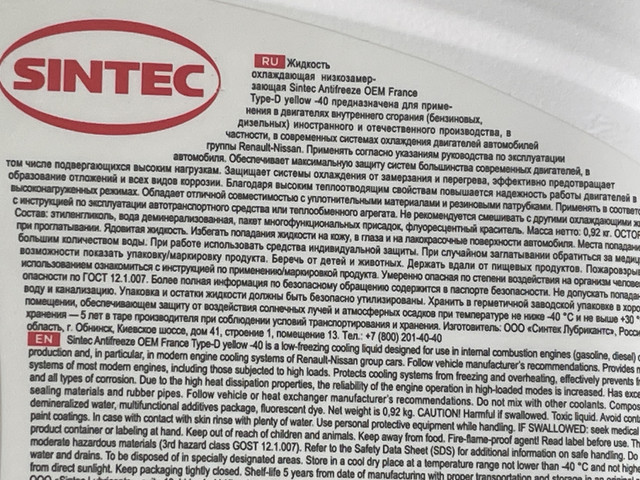 SINTEC
RU Жидкость
охлаждающая низкозамер-
зающая Sintec Antifreeze OEM France
Type-D yellow -40 предназначена для приме-
нения в двигателях внутреннего сгорания (бензиновых,
дизельных) иностранного и отечественного производства, в
частности, в современных системах охлаждения двигателей автомобилей
группы Renault-Nissan. Применять согласно указаниям руководства по эксплуатации
автомобиля. Обеспечивает максимальную защиту систем большинства современных двигателей, в
том числе подвергающихся высоким нагрузкам. Защищает системы охлаждения от замерзания и перегрева, эффективно предотвращает
образование отложений и всех видов коррозии. Благодаря высоким теплоотводящим свойствам повышается надежность работы двигателей в
высоконагруженных режимах. Обладает отличной совместимостью с уплотнительными материалами и резиновыми патрубками. Применять в соответ
с инструкцией по эксплуатации автотранспортного средства или теплообменного агрегата. Не рекомендуется смешивать с другими охлаждающими
Состав: этиленгликоль, вода деминерализованная, пакет многофункциональных присадок, флуоресцентный краситель. Масса нетто: 0,92 кг. ОСТОР
при проглатывании. Ядовитая жидкость. Избегать попадания жидкости на кожу, в глаза и на лакокрасочные поверхности автомобиля. Места попадан
большим количеством воды. При работе использовать средства индивидуальной защиты. При случайном заглатывании обратиться за медиц
возможности показать упаковку/маркировку продукта. Беречь от детей и животных. Держать вдали от пищевых продуктов. Пожаровзры
использованием ознакомиться с инструкцией по применению/маркировкой продукта. Умеренно опасная по степени воздействия на организм челове
опасности по ГОСТ 12.1.007). Более полная информация по безопасному обращению содержится в паспорте безопасности. Не допускать попада
воду и канализацию. Упаковка и остатки жидкости должны быть безопасно утилизированы. Хранить в герметичной заводской упаковке в хоро
помещении, обеспечивающем защиту от воздействия солнечных лучей и атмосферных осадков при температуре не ниже -40 °C и не выше +30 °
хранения — 5 лет в таре производителя при соблюдении условий транспортирования и хранения. Изготовитель: ООО «Синтек Лубрикантс», Росси
область, г. Обнинск, Киевское шоссе, дом 41, строение 1, помещение 13. Тел.: +7 (800) 201-40-40
EN Sintec Antifreeze OEM France Type-D yellow -40 is a low-freezing cooling liquid designed for use in internal combustion engines (gasoline, diesel) o
production and, in particular, in modern engine cooling systems of Renault-Nissan group cars. Follow vehicle manufacturer's recommendations. Provides m
systems of most modern engines, including those subjected to high loads. Protects cooling systems from freezing and overheating, effectively prevents
and all types of corrosion. Due to the high heat dissipation properties, the reliability of the engine operation in high-loaded modes is increased. Has exce
sealing materials and rubber pipes. Follow vehicle or heat exchanger manufacturer's recommendations. Do not mix with other coolants. Compos
demineralized water, multifunctional additives package, fluorescent dye. Net weight is 0,92 kg. CAUTION! Harmful if swallowed. Toxic liquid. Avoid conta
paint coatings. In case with contact with skin rinse with plenty of water. Use personal protective equipment while handling. IF SWALLOWED: seek medical
product container or labeling at hand. Keep out of reach of children and animals. Keep away from food. Fire-flame-proof agent! Read label before use. Th
moderate hazardous materials (3rd hazard class GOST 12.1.007). Refer to the Safety Data Sheet (SDS) for additional information on safe handling. Do
water and drains. To be disposed of in specially designated areas. Store in a cool dry place at a temperature range not lower than -40 °C and not highe
from direct sunlight. Keep packaging tightly closed. Shelf-life 5 years from date of manufacturing with proper transportation and storage in an